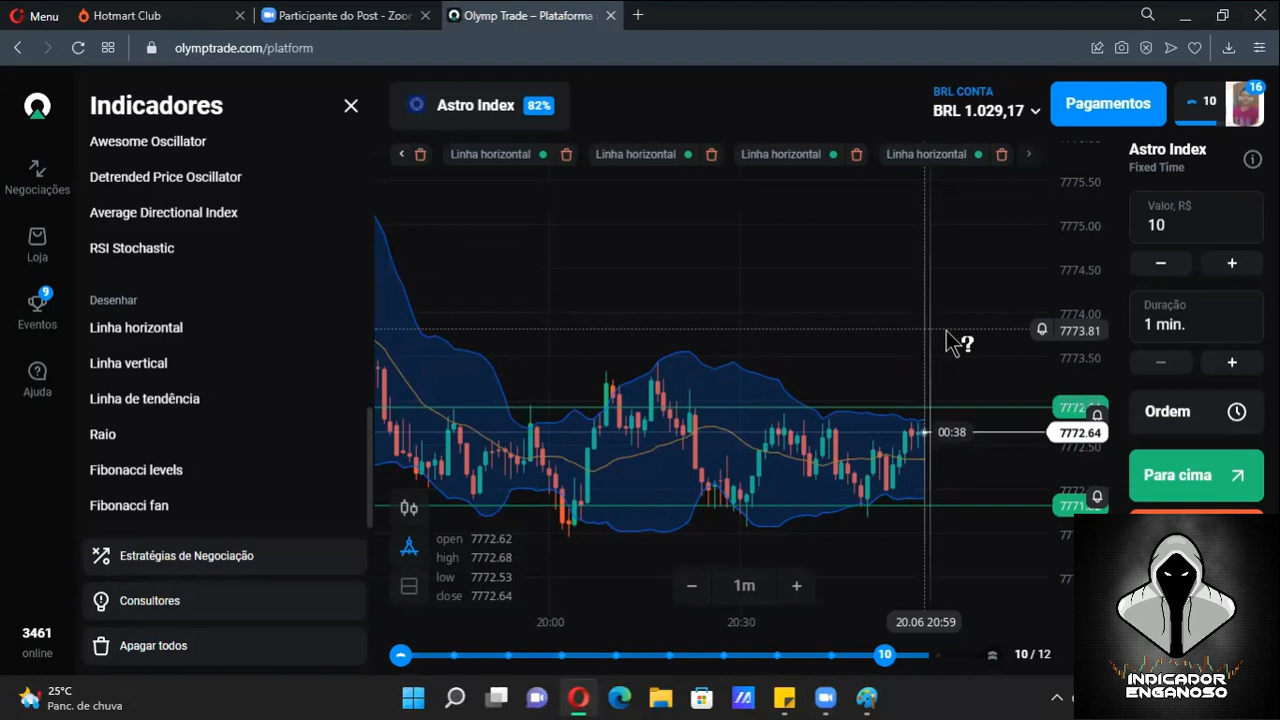 Menu
Hotmart Club
Participante do Post - Zoor
Olymp Trade – Plataforma
olymptrade.com/platform
Indicadores
Awesome Oscillator
Detrended Price Oscillator
Average Directional Index
RSI Stochastic
Desenhar
Linha horizontal
Linha vertical
Linha de tendência
Raio
Fibonacci levels
Fibonacci fan
Estratégias de Negociação
Consultores
Apagar todos
Negociações
Loja
9
Eventos
Ajuda
3461
online
Astro Index 82%
BRL CONTA
BRL 1.029,17
Pagamentos
10
16
Linha horizontal
Linha horizontal
Linha horizontal
Linha horizontal
7775.50
7775.00
7774.50
7774.00
7773.81
7773.50
7772.64
7772.50
00:38
open 7772.62
high 7772.68
low 7772.53
close 7772.64
1m
20:00
20:30
20.06 20:59
10
10 / 12
Astro Index
Fixed Time
Valor, R$
10
Duração
1 min.
Ordem
Para cima
INDICADOR
ENGANOSO
25°C
Panc. de chuva